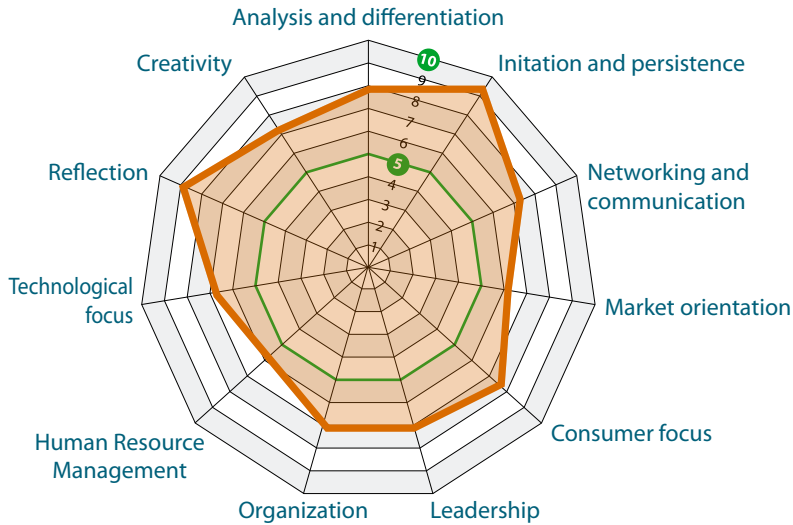 Analysis and differentiation
Creativity
10
Initation and persistence
9
8
7
6
Reflection
5
Networking and
communication
4
3
2
1
Technological
focus
Market orientation
Human Resource
Management
Consumer focus
Organization
Leadership